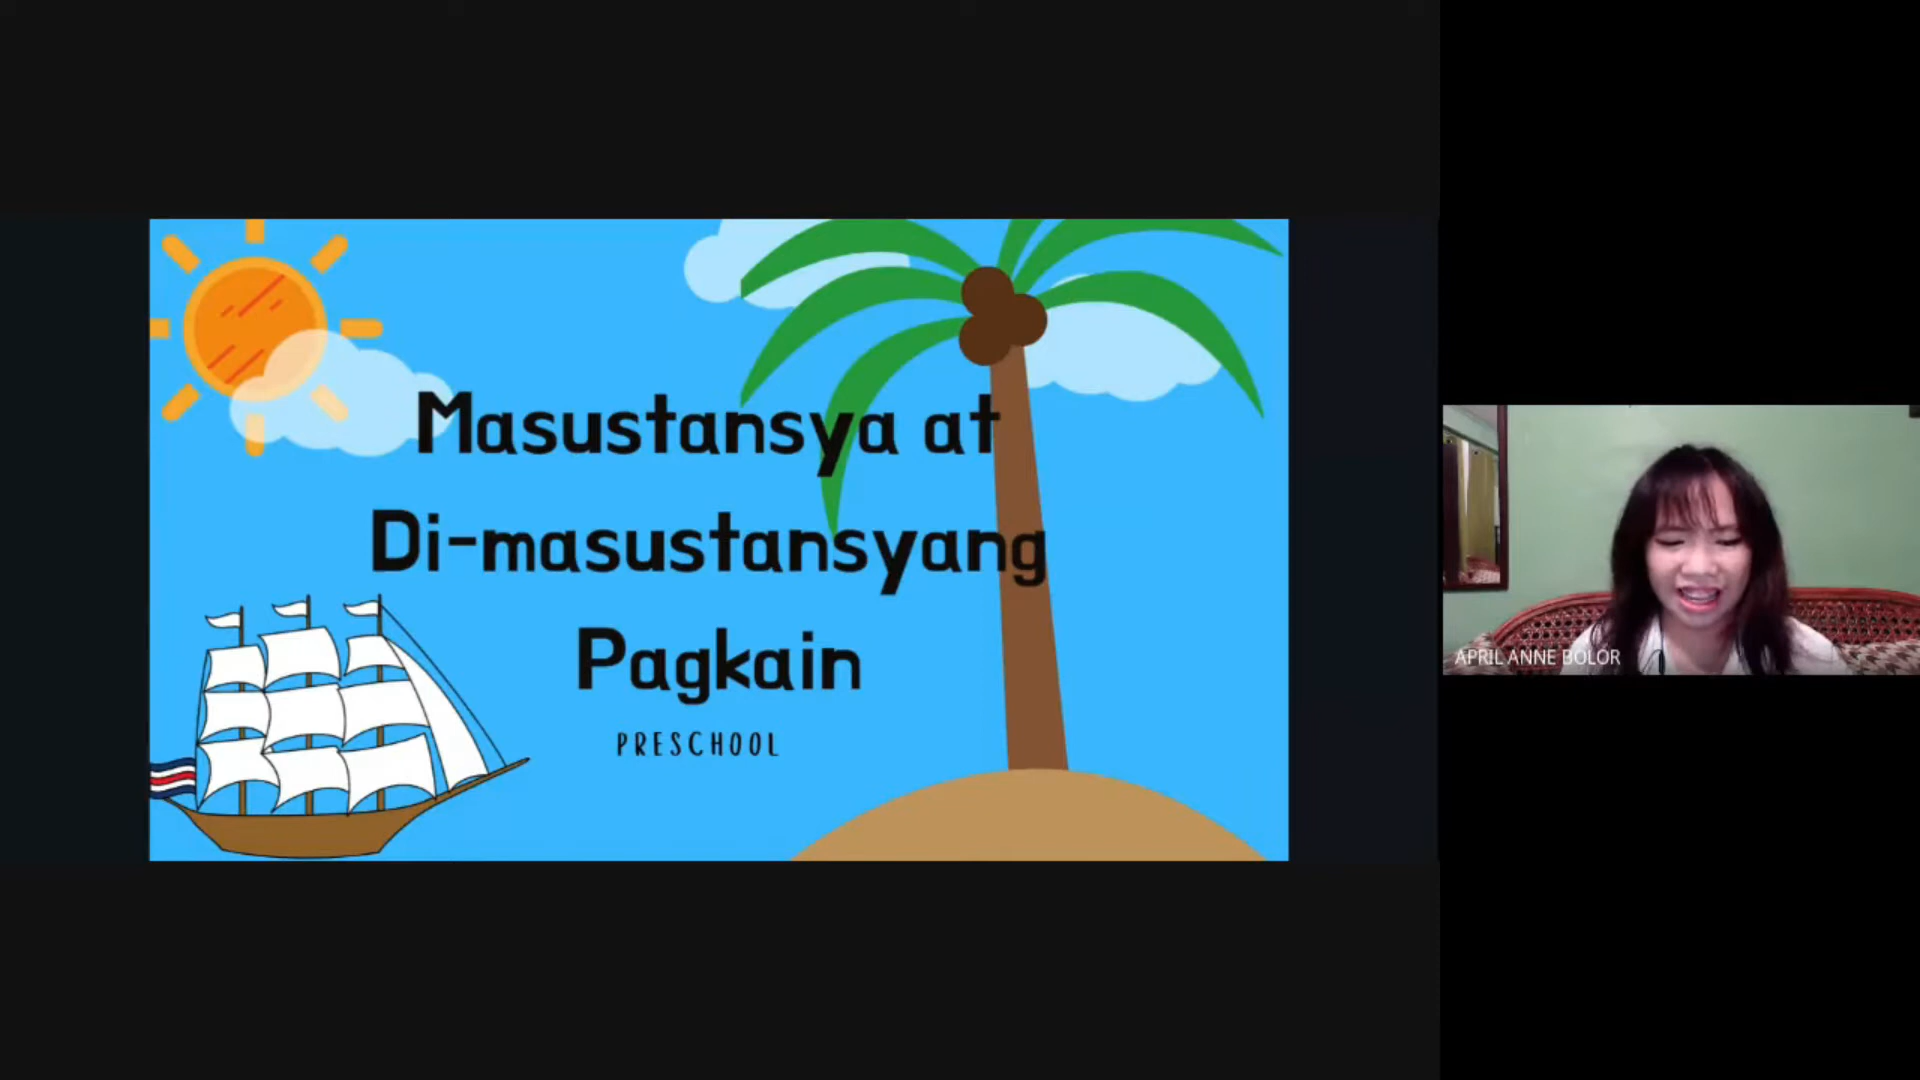 Masustansya at
Di-masustansyang
Pagkain
PRESCHOOL
APRIL ANNE BOLOR